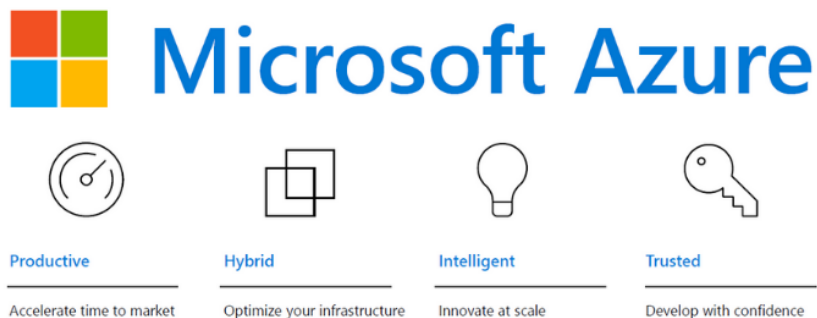 Microsoft Azure
Productive
Hybrid
Intelligent
Trusted
Accelerate time to market
Optimize your infrastructure
Innovate at scale
Develop with confidence